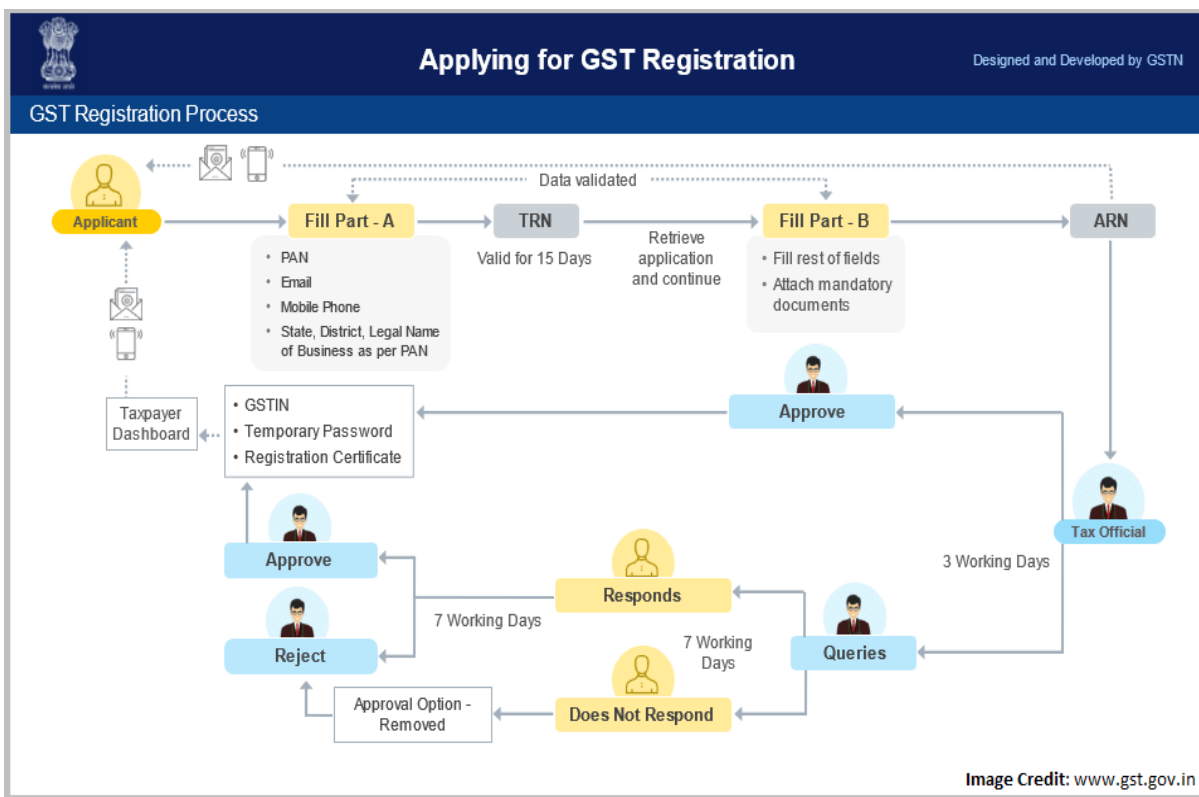 Applying for GST Registration
Designed and Developed by GSTN
GST Registration Process
Data validated
Applicant
Fill Part - A
TRN
Fill Part - B
ARN
• PAN
• Email
• Mobile Phone
• State, District, Legal Name
of Business as per PAN
Valid for 15 Days
Retrieve
application
and continue
• Fill rest of fields
• Attach mandatory
documents
Approve
Taxpayer
Dashboard
• GSTIN
• Temporary Password
• Registration Certificate
Tax Official
3 Working Days
Approve
Responds
7 Working Days
7 Working
Days
Queries
Reject
Approval Option -
Removed
Does Not Respond
Image Credit: www.gst.gov.in